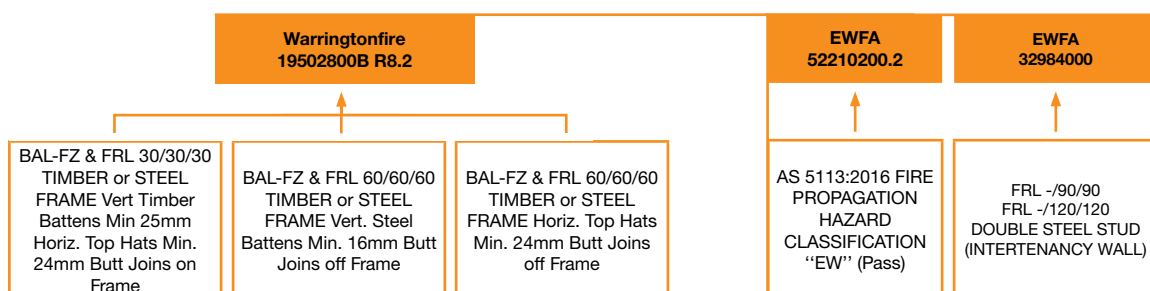 Warringtonfire
19502800B R8.2
EWFA
52210200.2
EWFA
32984000
BAL-FZ & FRL 30/30/30
TIMBER or STEEL
FRAME Vert Timber
Battens Min 25mm
Horiz. Top Hats Min.
24mm Butt Joins on
Frame
BAL-FZ & FRL 60/60/60
TIMBER or STEEL
FRAME Vert. Steel
Battens Min. 16mm Butt
Joins off Frame
BAL-FZ & FRL 60/60/60
TIMBER or STEEL
FRAME Horiz. Top Hats
Min. 24mm Butt Joins
off Frame
AS 5113:2016 FIRE
PROPAGATION
HAZARD
CLASSIFICATION
‘‘EW’’ (Pass)
FRL -/90/90
FRL -/120/120
DOUBLE STEEL STUD
(INTERTENANCY WALL)